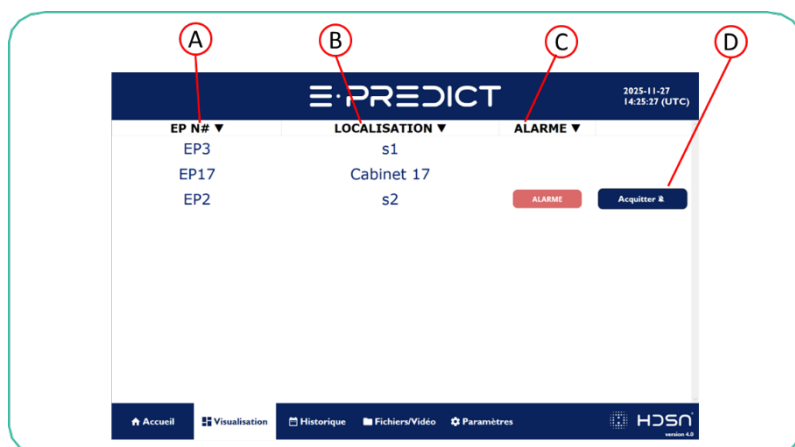 A B C D
E·PREDICT
2025-11-27
14:25:27 (UTC)
EP N# ▼ LOCALISATION ▼ ALARME ▼
EP3 s1
EP17 Cabinet 17
EP2 s2 ALARME Acquitter
Accueil Visualisation Historique Fichiers/Vidéo Paramètres HDSN
version 4.0